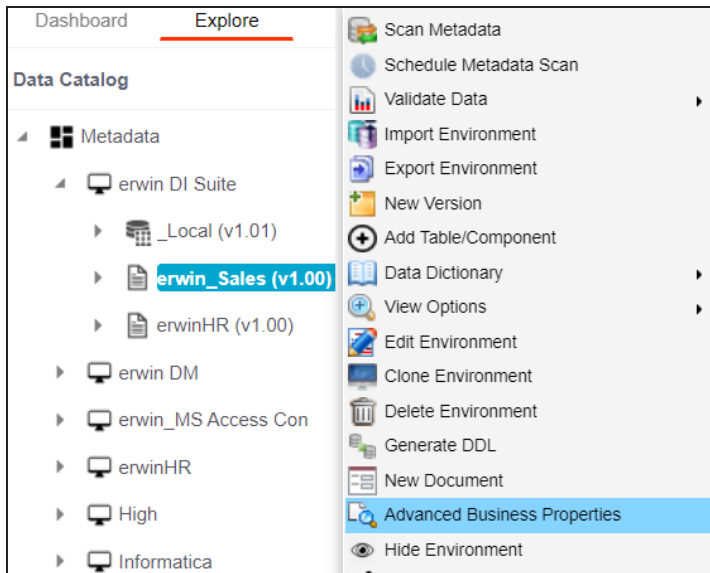 Dashboard
Explore
Data Catalog
Metadata
erwin DI Suite
_Local (v1.01)
erwin_Sales (v1.00)
erwinHR (v1.00)
erwin DM
erwin_MS Access Con
erwinHR
High
Informatica
Scan Metadata
Schedule Metadata Scan
Validate Data
Import Environment
Export Environment
New Version
Add Table/Component
Data Dictionary
View Options
Edit Environment
Clone Environment
Delete Environment
Generate DDL
New Document
Advanced Business Properties
Hide Environment